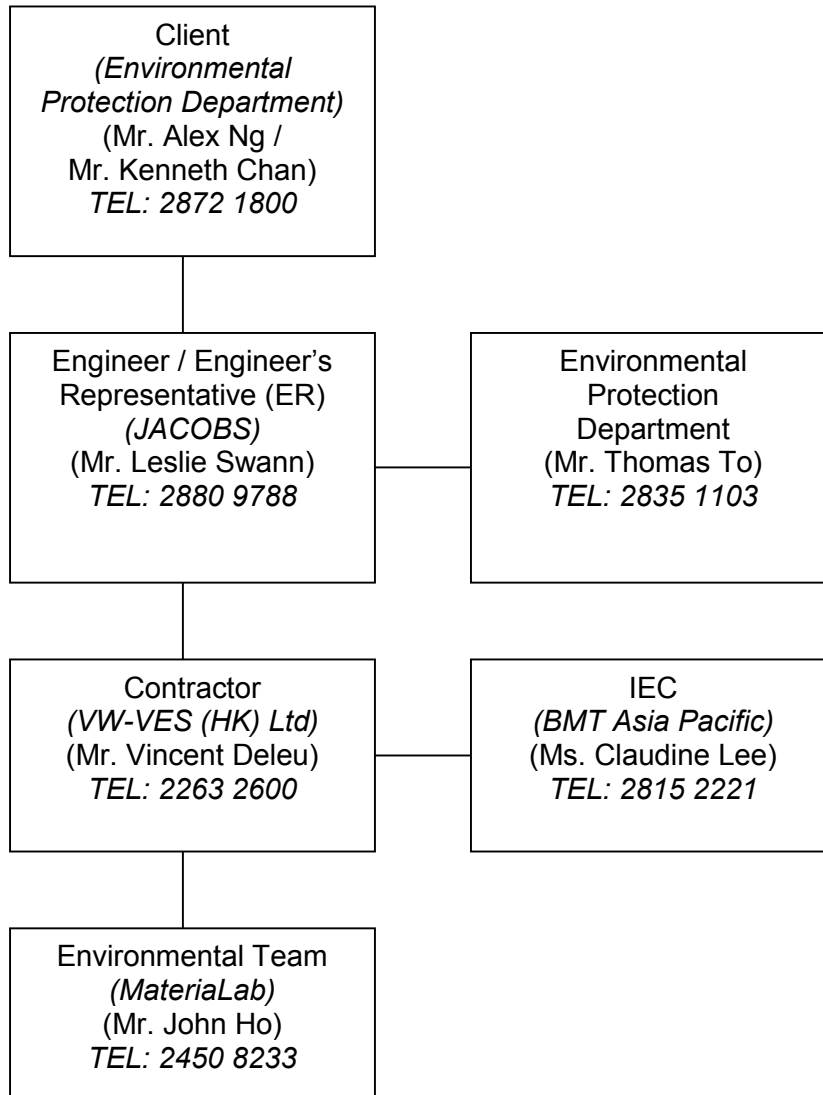 Client
(Environmental
Protection Department)
(Mr. Alex Ng /
Mr. Kenneth Chan)
TEL: 2872 1800
Engineer / Engineer’s
Representative (ER)
(JACOBS)
(Mr. Leslie Swann)
TEL: 2880 9788
Environmental
Protection
Department
(Mr. Thomas To)
TEL: 2835 1103
Contractor
(VW-VES (HK) Ltd)
(Mr. Vincent Deleu)
TEL: 2263 2600
IEC
(BMT Asia Pacific)
(Ms. Claudine Lee)
TEL: 2815 2221
Environmental Team
(MateriaLab)
(Mr. John Ho)
TEL: 2450 8233